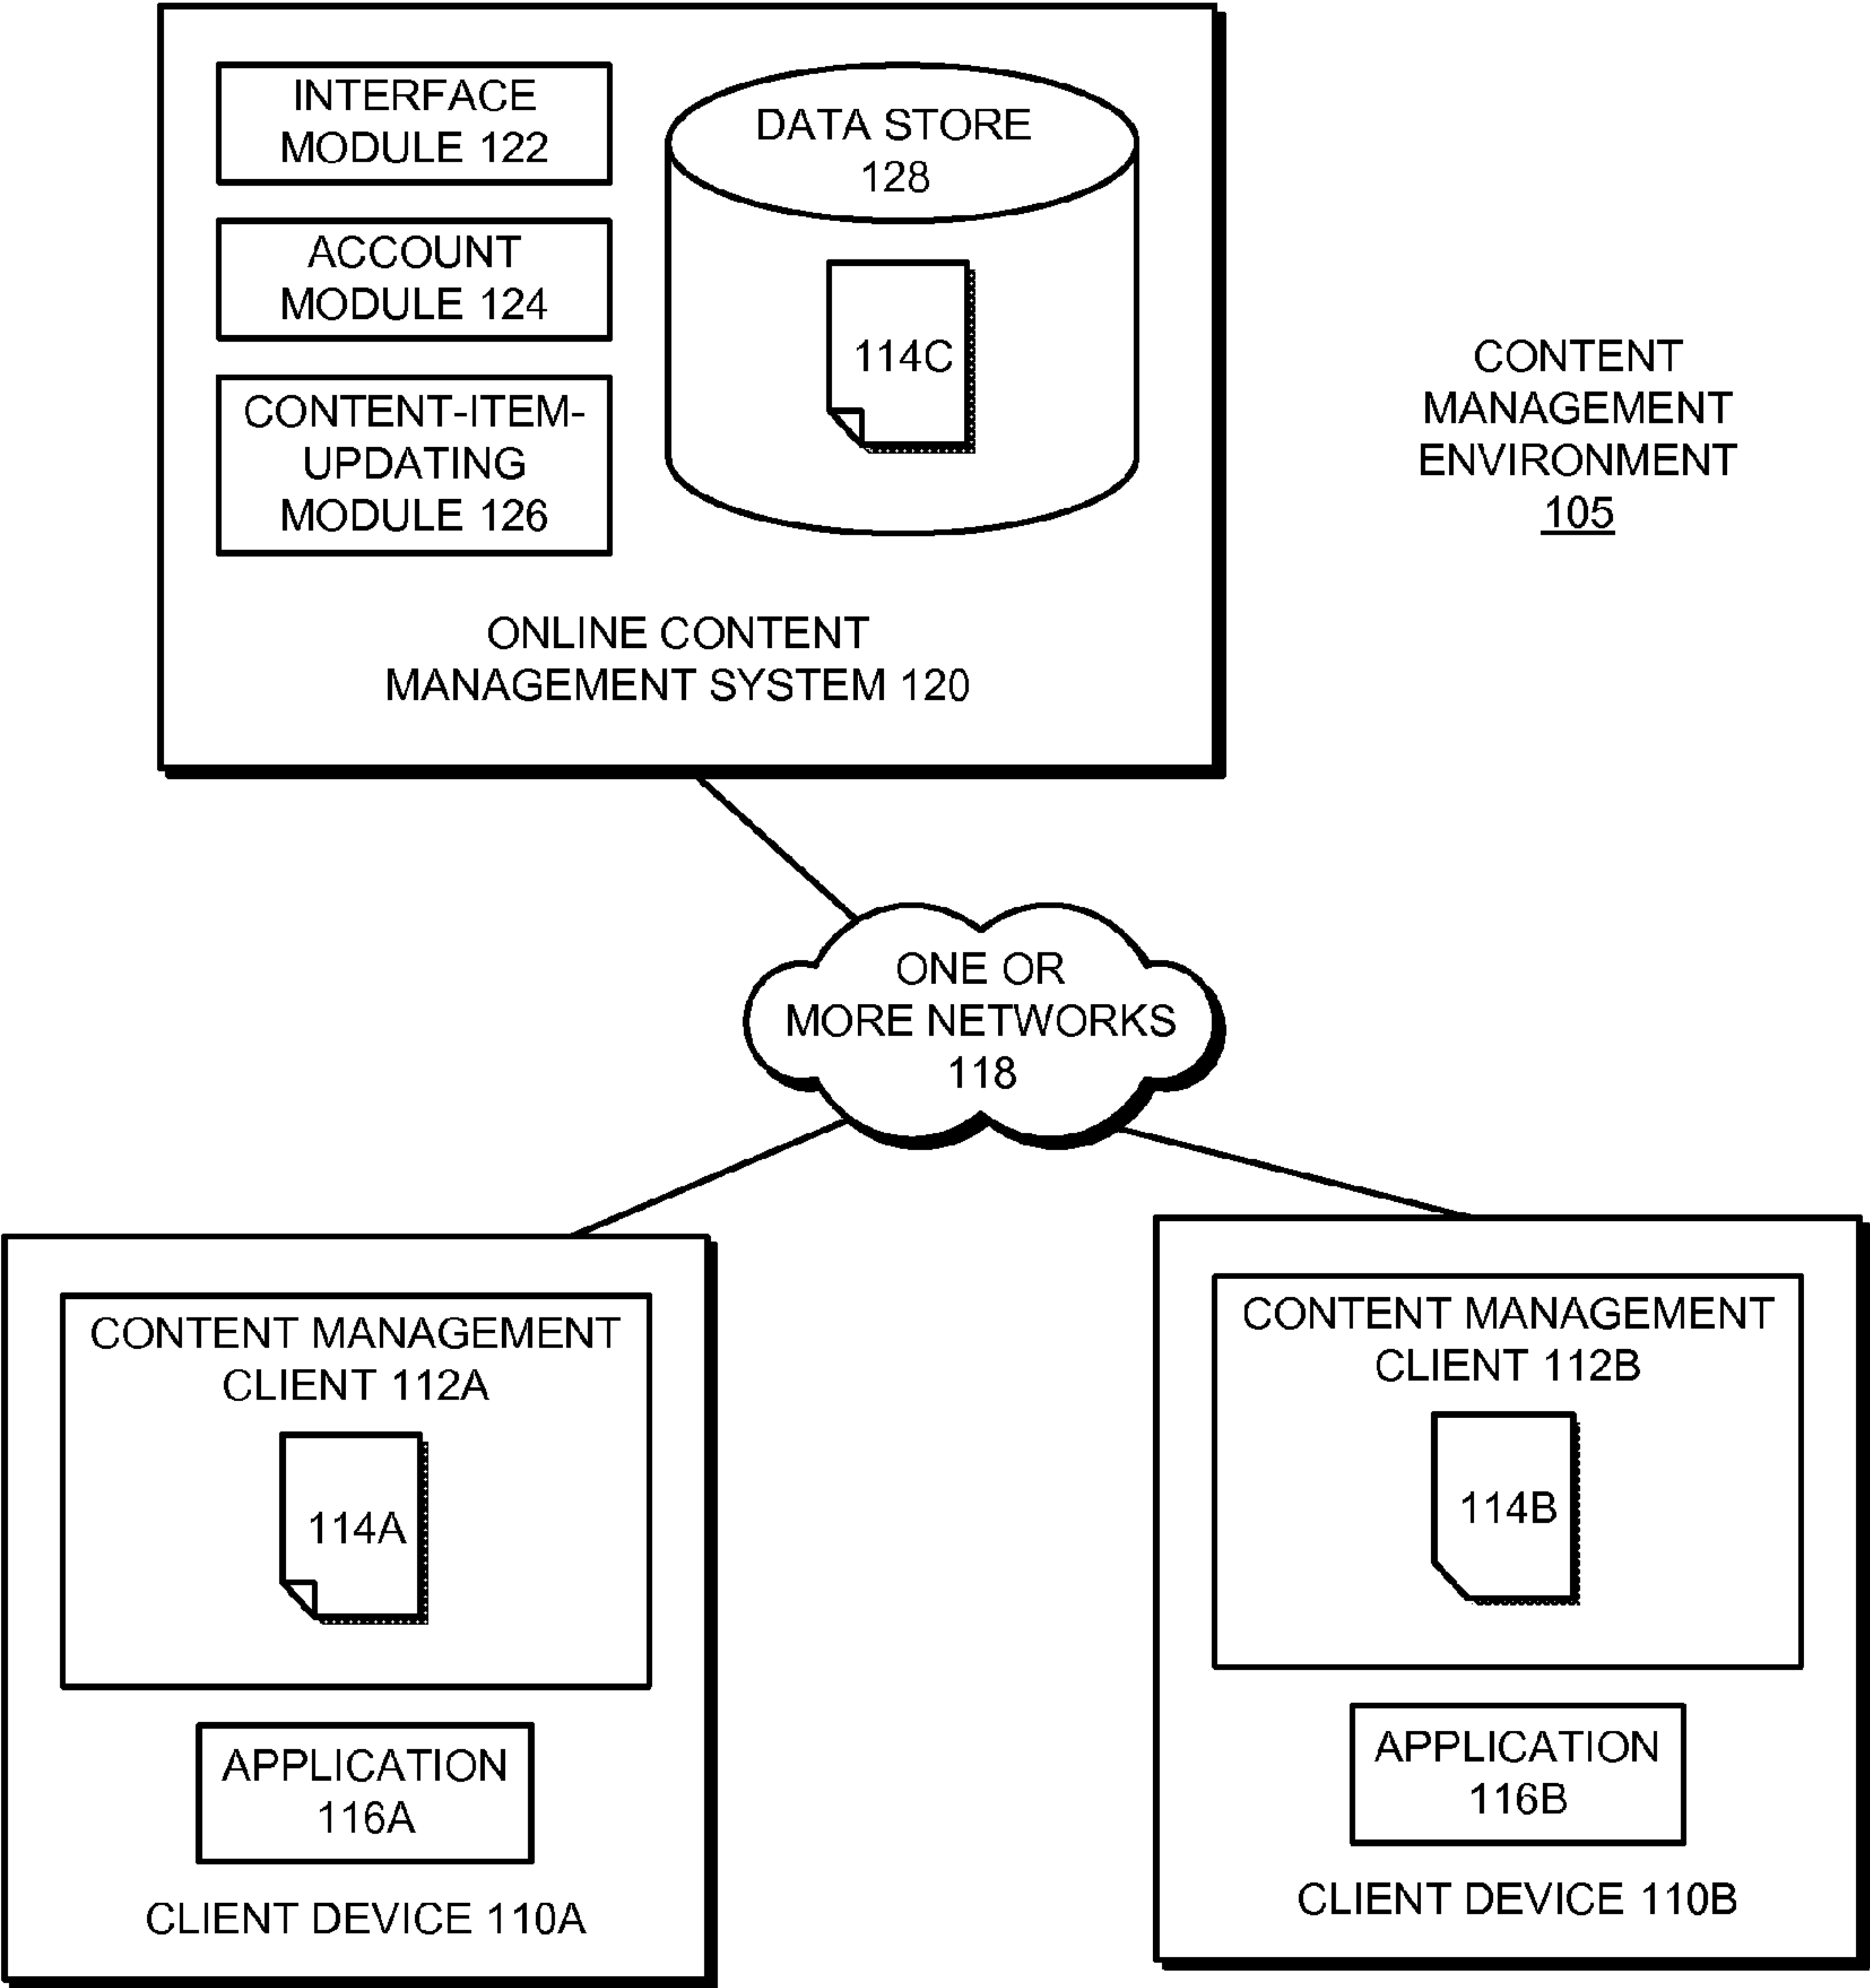 INTERFACE
MODULE 122
ACCOUNT
MODULE 124
CONTENT-ITEM-
UPDATING
MODULE 126
DATA STORE
128
114C
ONLINE CONTENT
MANAGEMENT SYSTEM 120
CONTENT
MANAGEMENT
ENVIRONMENT
105
ONE OR
MORE NETWORKS
118
CONTENT MANAGEMENT
CLIENT 112A
114A
APPLICATION
116A
CLIENT DEVICE 110A
CONTENT MANAGEMENT
CLIENT 112B
114B
APPLICATION
116B
CLIENT DEVICE 110B